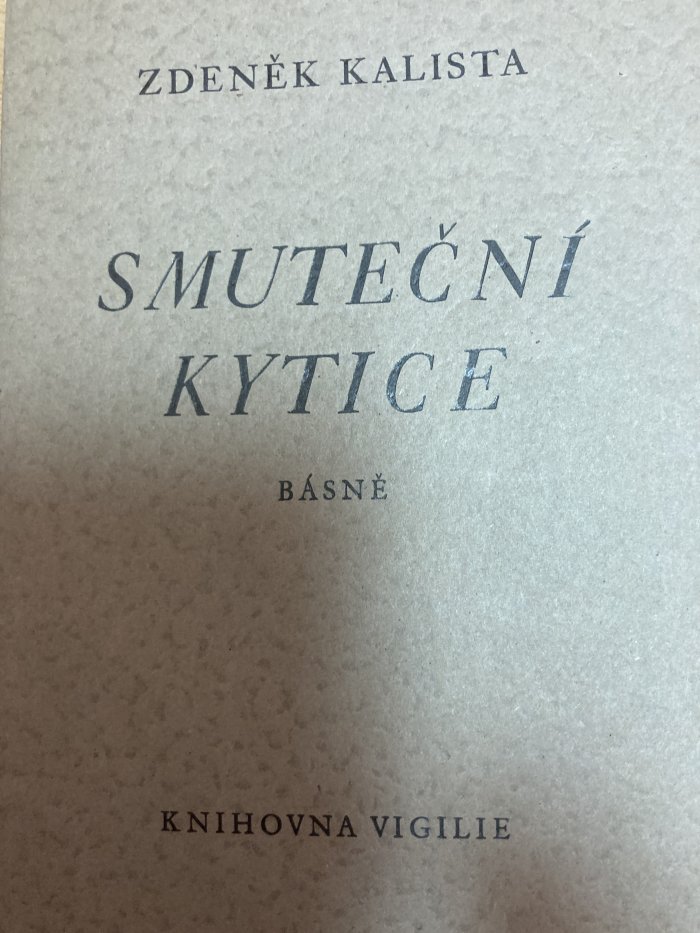 ZDENĚK KALISTA
SMUTEČNÍ
KYTICE
BÁSNĚ
KNIHOVNA VIGILIE